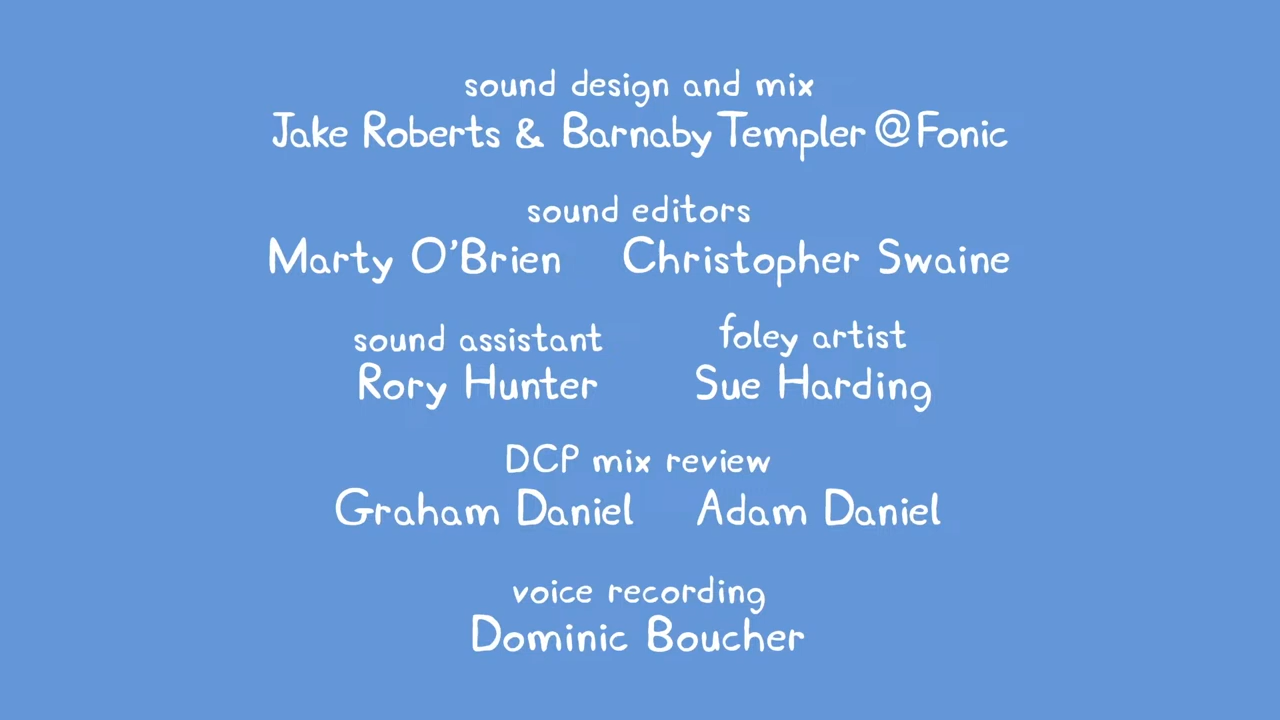 sound design and mix
Jake Roberts & Barnaby Templer @ Fonic
sound editors
Marty O'Brien Christopher Swaine
sound assistant foley artist
Rory Hunter Sue Harding
DCP mix review
Graham Daniel Adam Daniel
voice recording
Dominic Boucher